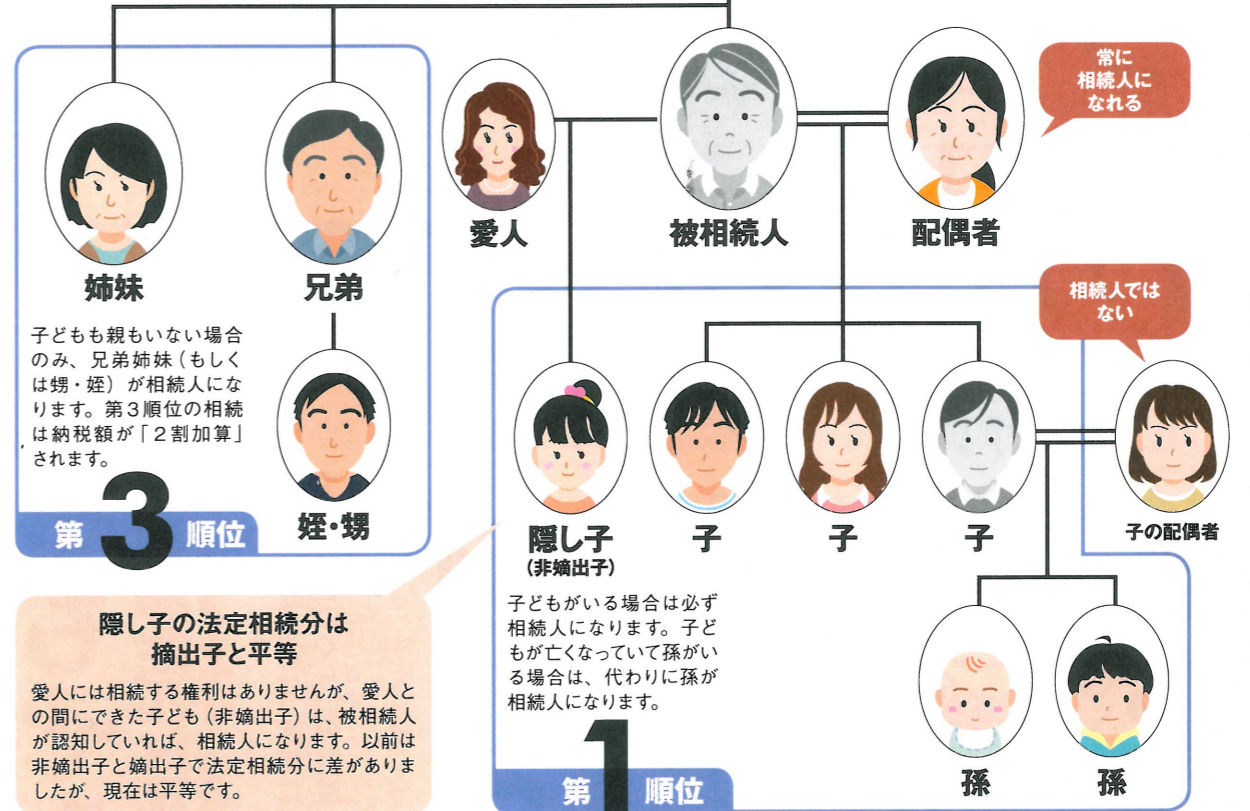 常に
相続人に
なれる
愛人
被相続人
配偶者
姉妹
兄弟
子どもも親もいない場合
のみ、兄弟姉妹(もしく
は甥・姪)が相続人にな
ります。第3順位の相続
は納税額が「2割加算」
されます。
第3順位
姪・甥
相続人では
ない
隠し子
(非嫡出子)
子
子
子
子の配偶者
子どもがいる場合は必ず
相続人になります。子ど
もが亡くなっていて孫がい
る場合は、代わりに孫が
相続人になります。
第1順位
孫
孫
隠し子の法定相続分は
摘出子と平等
愛人には相続する権利はありませんが、愛人と
の間にできた子ども(非嫡出子)は、被相続人
が認知していれば、相続人になります。以前は
非嫡出子と嫡出子で法定相続分に差がありま
したが、現在は平等です。